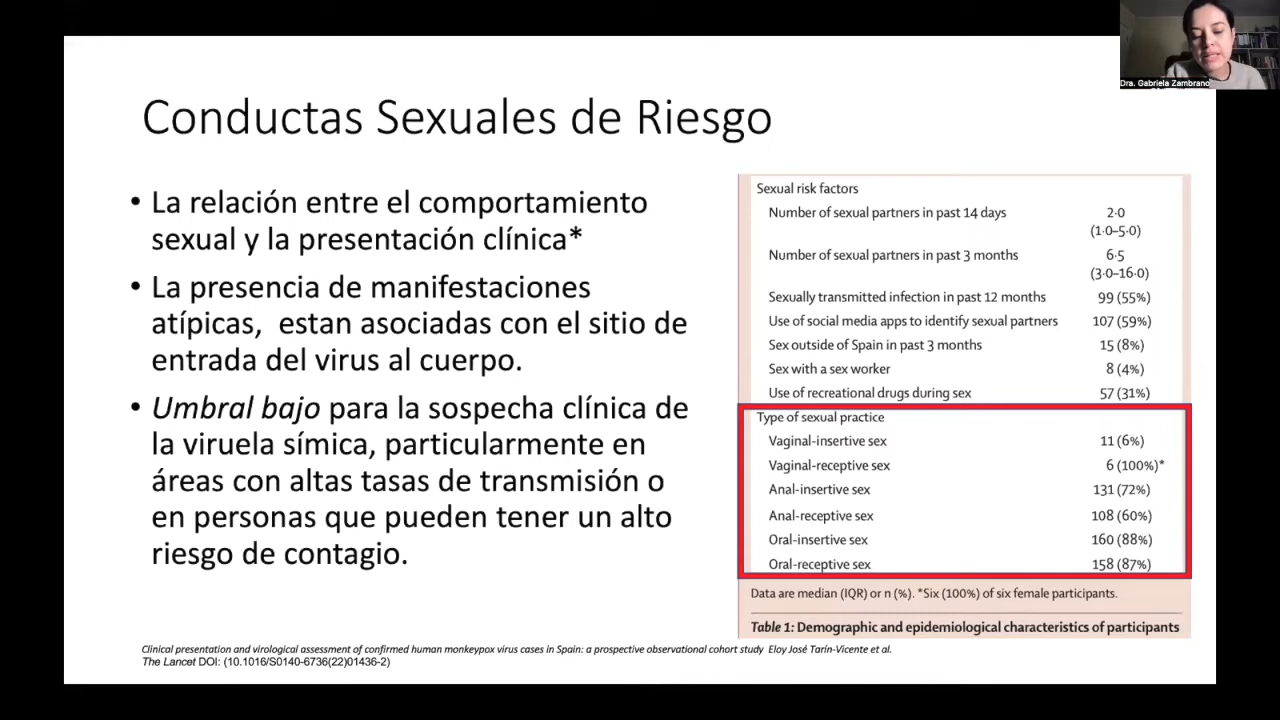 Dra. Gabriela Zambrano
Conductas Sexuales de Riesgo
• La relación entre el comportamiento
sexual y la presentación clínica*
• La presencia de manifestaciones
atípicas, estan asociadas con el sitio de
entrada del virus al cuerpo.
• Umbral bajo para la sospecha clínica de
la viruela símica, particularmente en
áreas con altas tasas de transmisión o
en personas que pueden tener un alto
riesgo de contagio.
Sexual risk factors
Number of sexual partners in past 14 days 2·0
(1·0–5·0)
Number of sexual partners in past 3 months 6·5
(3·0–16·0)
Sexually transmitted infection in past 12 months 99 (55%)
Use of social media apps to identify sexual partners 107 (59%)
Sex outside of Spain in past 3 months 15 (8%)
Sex with a sex worker 8 (4%)
Use of recreational drugs during sex 57 (31%)
Type of sexual practice
Vaginal-insertive sex 11 (6%)
Vaginal-receptive sex 6 (100%)*
Anal-insertive sex 131 (72%)
Anal-receptive sex 108 (60%)
Oral-insertive sex 160 (88%)
Oral-receptive sex 158 (87%)
Data are median (IQR) or n (%). *Six (100%) of six female participants.
Table 1: Demographic and epidemiological characteristics of participants
Clinical presentation and virological assessment of confirmed human monkeypox virus cases in Spain: a prospective observational cohort study Eloy José Tarín-Vicente et al.
The Lancet DOI: (10.1016/S0140-6736(22)01436-2)